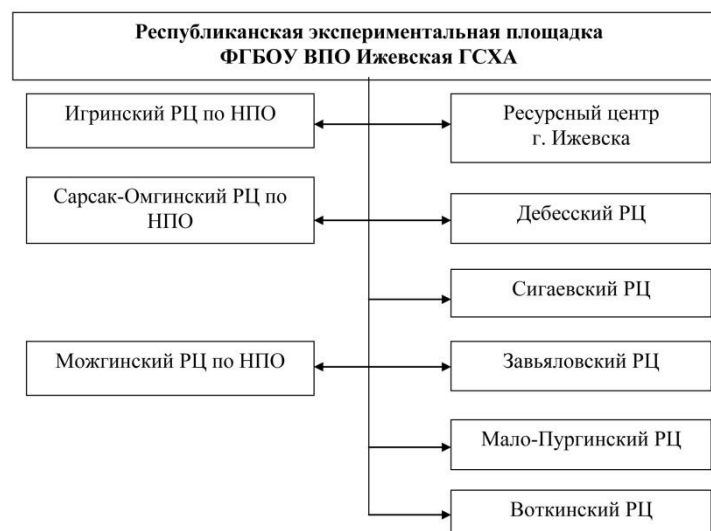 Республиканская экспериментальная площадка
ФГБОУ ВПО Ижевская ГСХА
Игринский РЦ по НПО
Ресурсный центр
г. Ижевска
Сарсак-Омгинский РЦ по
НПО
Дебесский РЦ
Сигаевский РЦ
Можгинский РЦ по НПО
Завьяловский РЦ
Мало-Пургинский РЦ
Воткинский РЦ